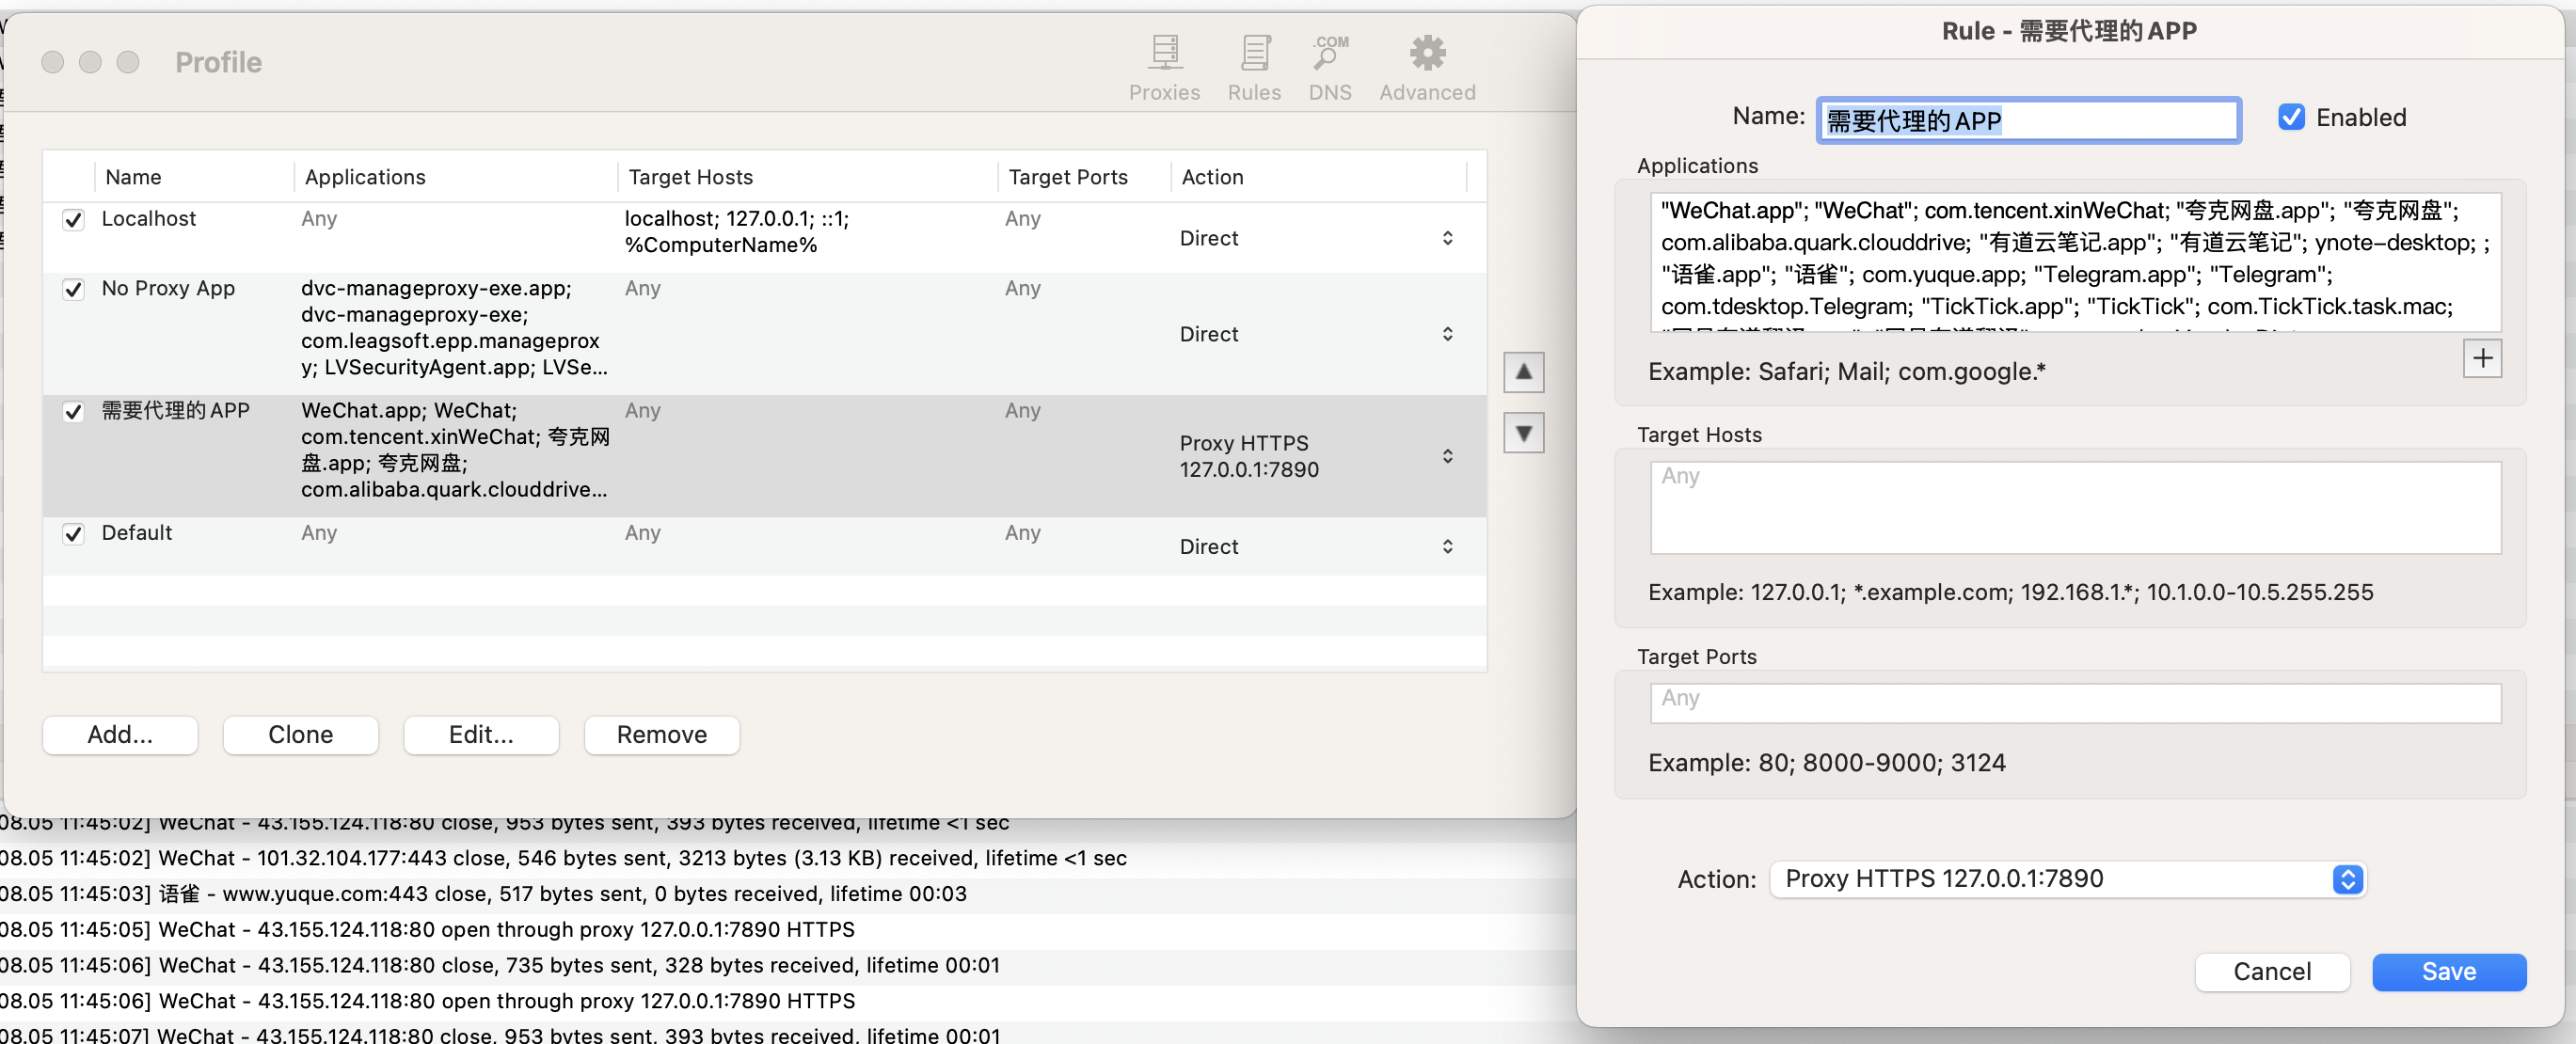 Profile
Proxies
Rules
.COM
DNS
Advanced
Name Applications Target Hosts Target Ports Action
Localhost Any localhost; 127.0.0.1; ::1; Any
%ComputerName%
Direct
No Proxy App dvc-manageproxy-exe.app; Any Any
dvc-manageproxy-exe;
com.leagsoft.epp.manageprox
y; LVSecurityAgent.app; LVSe...
Direct
需要代理的APP WeChat.app; WeChat; Any Any
com.tencent.xinWeChat; 夸克网
盘.app; 夸克网盘;
com.alibaba.quark.clouddrive...
Proxy HTTPS
127.0.0.1:7890
Default Any Any Any Direct
Add...
Clone
Edit...
Remove
08.05 11:45:02] WeChat - 43.155.124.118:80 close, 953 bytes sent, 393 bytes received, lifetime <1 sec
08.05 11:45:02] WeChat - 101.32.104.177:443 close, 546 bytes sent, 3213 bytes (3.13 KB) received, lifetime <1 sec
08.05 11:45:03] 语雀 - www.yuque.com:443 close, 517 bytes sent, 0 bytes received, lifetime 00:03
08.05 11:45:05] WeChat - 43.155.124.118:80 open through proxy 127.0.0.1:7890 HTTPS
08.05 11:45:06] WeChat - 43.155.124.118:80 close, 735 bytes sent, 328 bytes received, lifetime 00:01
08.05 11:45:06] WeChat - 43.155.124.118:80 open through proxy 127.0.0.1:7890 HTTPS
08.05 11:45:07] WeChat - 43.155.124.118:80 close, 953 bytes sent, 393 bytes received, lifetime 00:01
Rule - 需要代理的APP
Name: 需要代理的APP Enabled
Applications
"WeChat.app"; "WeChat"; com.tencent.xinWeChat; "夸克网盘.app"; "夸克网盘";
com.alibaba.quark.clouddrive; "有道云笔记.app"; "有道云笔记"; ynote-desktop; ;
"语雀.app"; "语雀"; com.yuque.app; "Telegram.app"; "Telegram";
com.tdesktop.Telegram; "TickTick.app"; "TickTick"; com.TickTick.task.mac;
Example: Safari; Mail; com.google.*
Target Hosts
Any
Example: 127.0.0.1; *.example.com; 192.168.1.*; 10.1.0.0-10.5.255.255
Target Ports
Any
Example: 80; 8000-9000; 3124
Action: Proxy HTTPS 127.0.0.1:7890
Cancel
Save